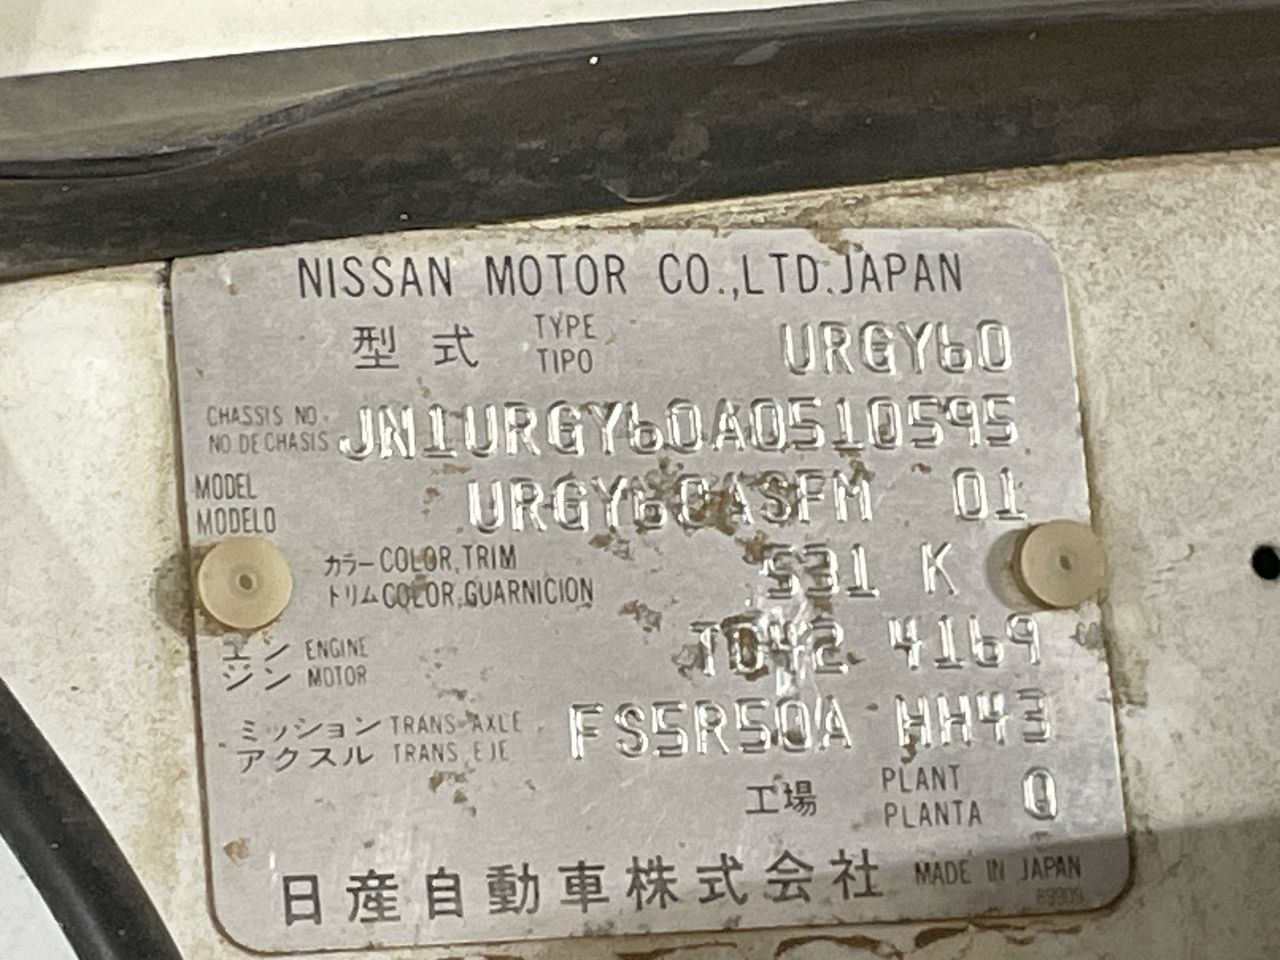 NISSAN MOTOR CO.,LTD.JAPAN
型式 TYPE TIPO URGY60
CHASSIS NO. NO.DE CHASIS JN1URGY60A0510595
MODEL MODELO URGY60ASFM 01
カラー COLOR,TRIM トリム COLOR,GUARNICION 531 K
エンジン ENGINE MOTOR TD42 4169
ミッション TRANS-AXLE アクスル TRANS,EJE FS5R50A HH43
工場 PLANT PLANTA Q
日産自動車株式会社 MADE IN JAPAN